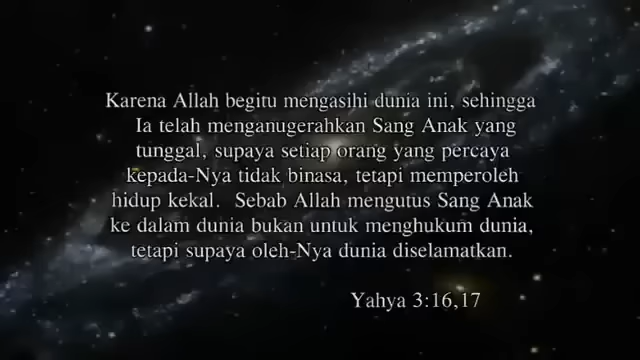 Karena Allah begitu mengasihi dunia ini, sehingga
Ia telah menganugerahkan Sang Anak yang
tunggal, supaya setiap orang yang percaya
kepada-Nya tidak binasa, tetapi memperoleh
hidup kekal. Sebab Allah mengutus Sang Anak
ke dalam dunia bukan untuk menghukum dunia,
tetapi supaya oleh-Nya dunia diselamatkan.
Yahya 3:16,17